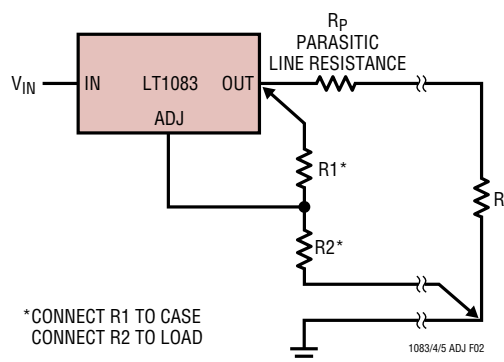 RP
PARASITIC
LINE RESISTANCE
VIN
IN
LT1083
OUT
ADJ
R1*
R
R2*
*CONNECT R1 TO CASE
CONNECT R2 TO LOAD
1083/4/5 ADJ F02